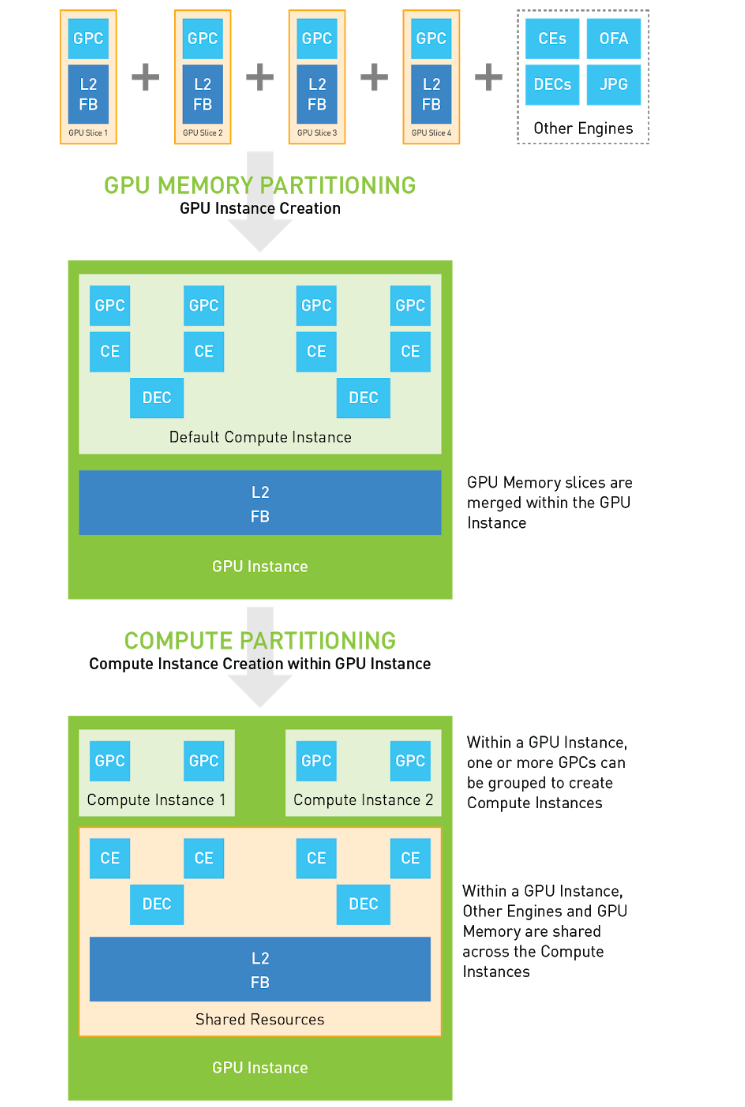 GPC
GPC
GPC
GPC
CEs
OFA
L2
FB
L2
FB
L2
FB
L2
FB
DECs
JPG
GPU Slice 1
GPU Slice 2
GPU Slice 3
GPU Slice 4
Other Engines
GPU MEMORY PARTITIONING
GPU Instance Creation
GPC
GPC
GPC
GPC
CE
CE
CE
CE
DEC
DEC
Default Compute Instance
L2
FB
GPU Instance
GPU Memory slices are
merged within the GPU
Instance
COMPUTE PARTITIONING
Compute Instance Creation within GPU Instance
GPC
GPC
GPC
GPC
Compute Instance 1
Compute Instance 2
Within a GPU Instance,
one or more GPCs can
be grouped to create
Compute Instances
CE
CE
CE
CE
DEC
DEC
L2
FB
Shared Resources
GPU Instance
Within a GPU Instance,
Other Engines and GPU
Memory are shared
across the Compute
Instances